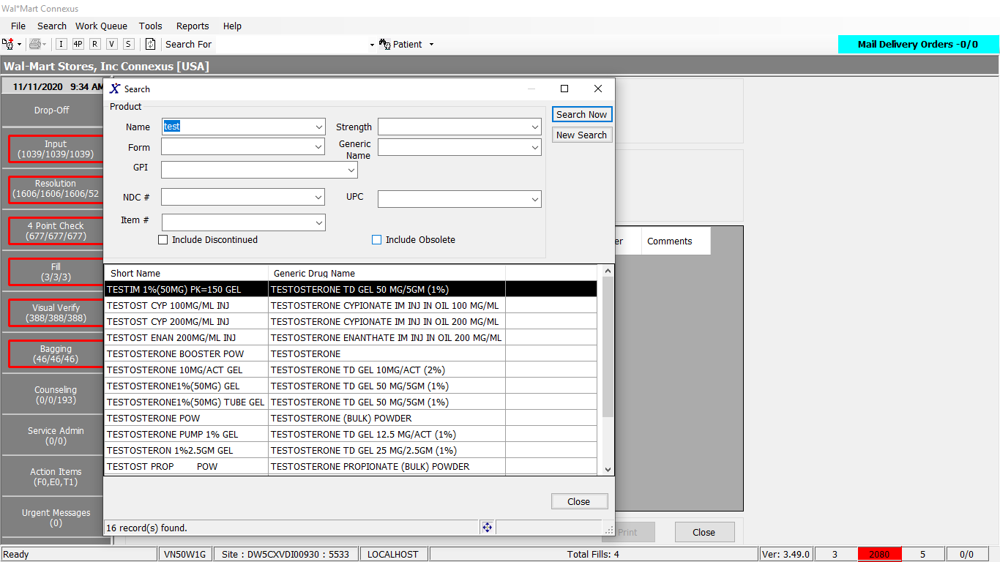 Wal*Mart Connexus
File Search Work Queue Tools Reports Help
I 4P R V S Search For Patient Mail Delivery Orders -0/0
Wal-Mart Stores, Inc Connexus [USA]
11/11/2020 9:34 AM
Drop-Off
Input
(1039/1039/1039)
Resolution
(1606/1606/1606/52
4 Point Check
(677/677/677)
Fill
(3/3/3)
Visual Verify
(388/388/388)
Bagging
(46/46/46)
Counseling
(0/0/193)
Service Admin
(0/0)
Action Items
(F0,E0,T1)
Urgent Messages
(0)
Search
Product
Name test Strength Search Now
Form Generic Name New Search
GPI
NDC # UPC
Item #
Include Discontinued Include Obsolete
er Comments
Short Name Generic Drug Name
TESTIM 1%(50MG) PK=150 GEL TESTOSTERONE TD GEL 50 MG/5GM (1%)
TESTOST CYP 100MG/ML INJ TESTOSTERONE CYPIONATE IM INJ IN OIL 100 MG/ML
TESTOST CYP 200MG/ML INJ TESTOSTERONE CYPIONATE IM INJ IN OIL 200 MG/ML
TESTOST ENAN 200MG/ML INJ TESTOSTERONE ENANTHATE IM INJ IN OIL 200 MG/ML
TESTOSTERONE BOOSTER POW TESTOSTERONE
TESTOSTERONE 10MG/ACT GEL TESTOSTERONE TD GEL 10MG/ACT (2%)
TESTOSTERONE1%(50MG) GEL TESTOSTERONE TD GEL 50 MG/5GM (1%)
TESTOSTERONE1%(50MG) TUBE GEL TESTOSTERONE TD GEL 50 MG/5GM (1%)
TESTOSTERONE POW TESTOSTERONE (BULK) POWDER
TESTOSTERONE PUMP 1% GEL TESTOSTERONE TD GEL 12.5 MG/ACT (1%)
TESTOSTERON 1%2.5GM GEL TESTOSTERONE TD GEL 25 MG/2.5GM (1%)
TESTOST PROP POW TESTOSTERONE PROPIONATE (BULK) POWDER
Close
16 record(s) found.
Print Close
Ready VN50W1G Site : DW5CXVDI00930 : 5533 LOCALHOST Total Fills: 4 Ver: 3.49.0 3 2080 5 0/0